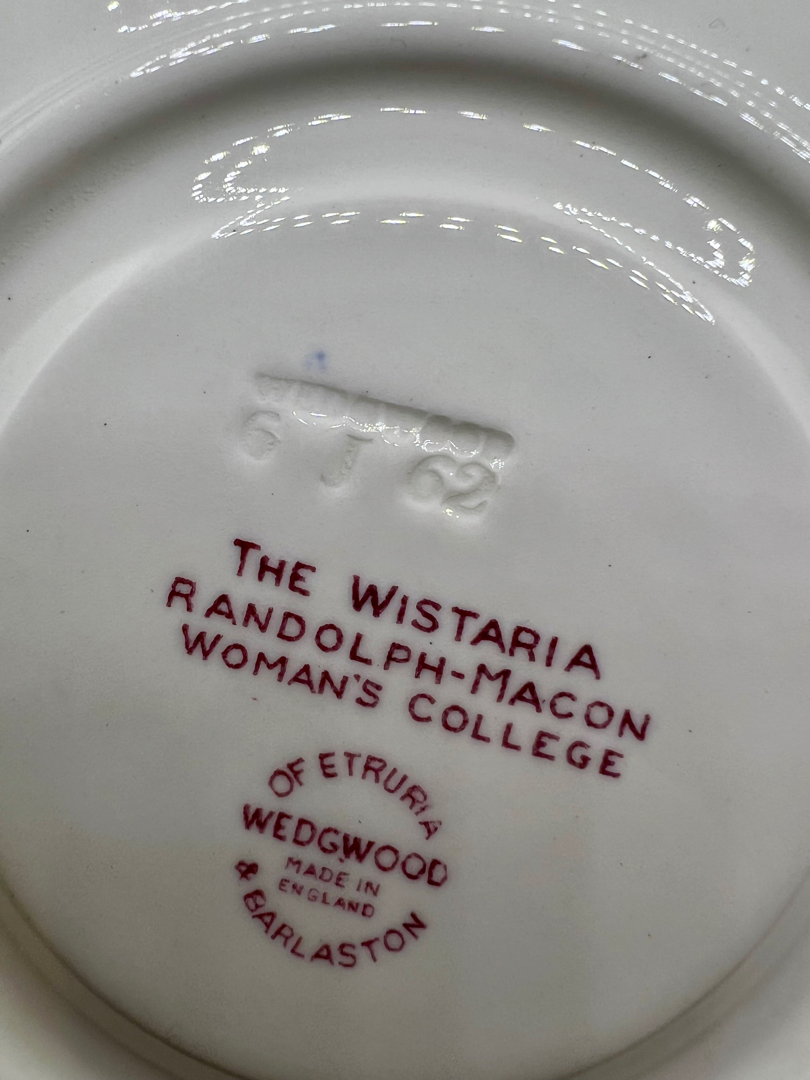 6 J 62
THE WISTARIA
RANDOLPH-MACON
WOMAN'S COLLEGE
OF ETRURIA
WEDGWOOD
MADE IN
ENGLAND
& BARLASTON